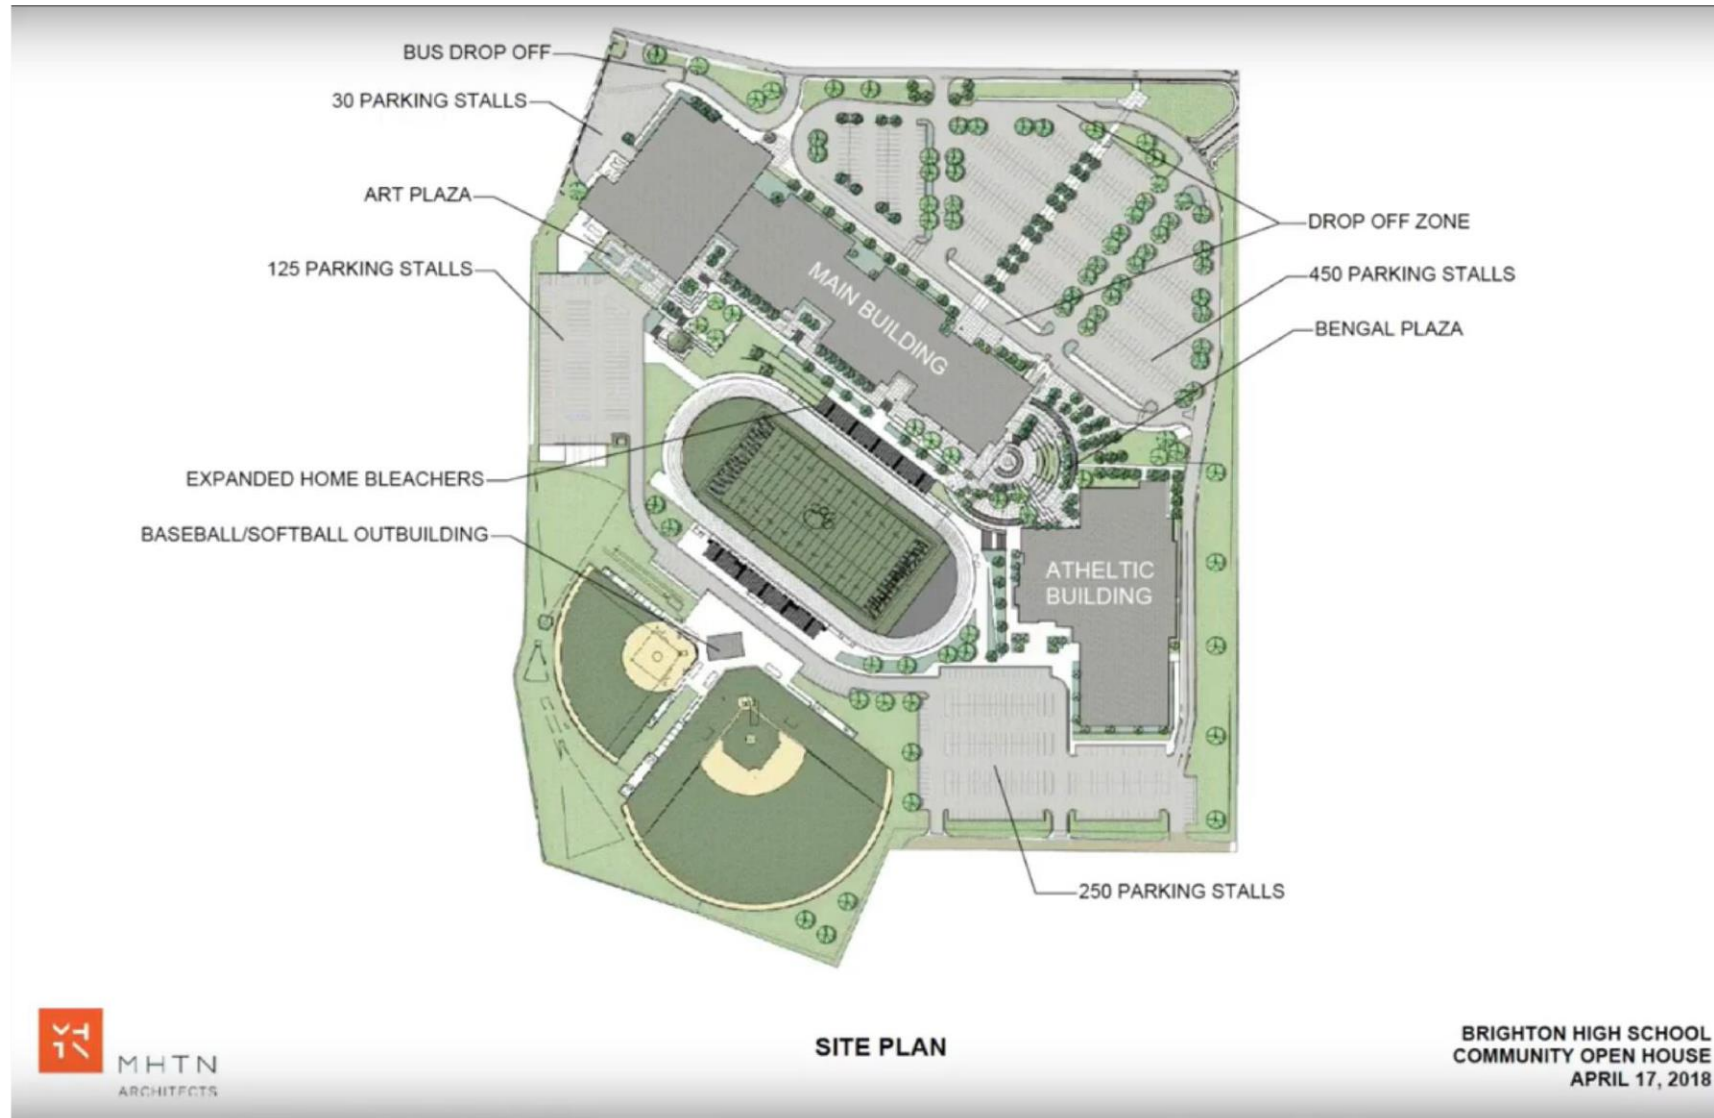 BUS DROP OFF
30 PARKING STALLS
ART PLAZA
125 PARKING STALLS
EXPANDED HOME BLEACHERS
BASEBALL/SOFTBALL OUTBUILDING
MAIN BUILDING
DROP OFF ZONE
450 PARKING STALLS
BENGAL PLAZA
ATHELTIC
BUILDING
250 PARKING STALLS
MHTN
ARCHITECTS
SITE PLAN
BRIGHTON HIGH SCHOOL
COMMUNITY OPEN HOUSE
APRIL 17, 2018